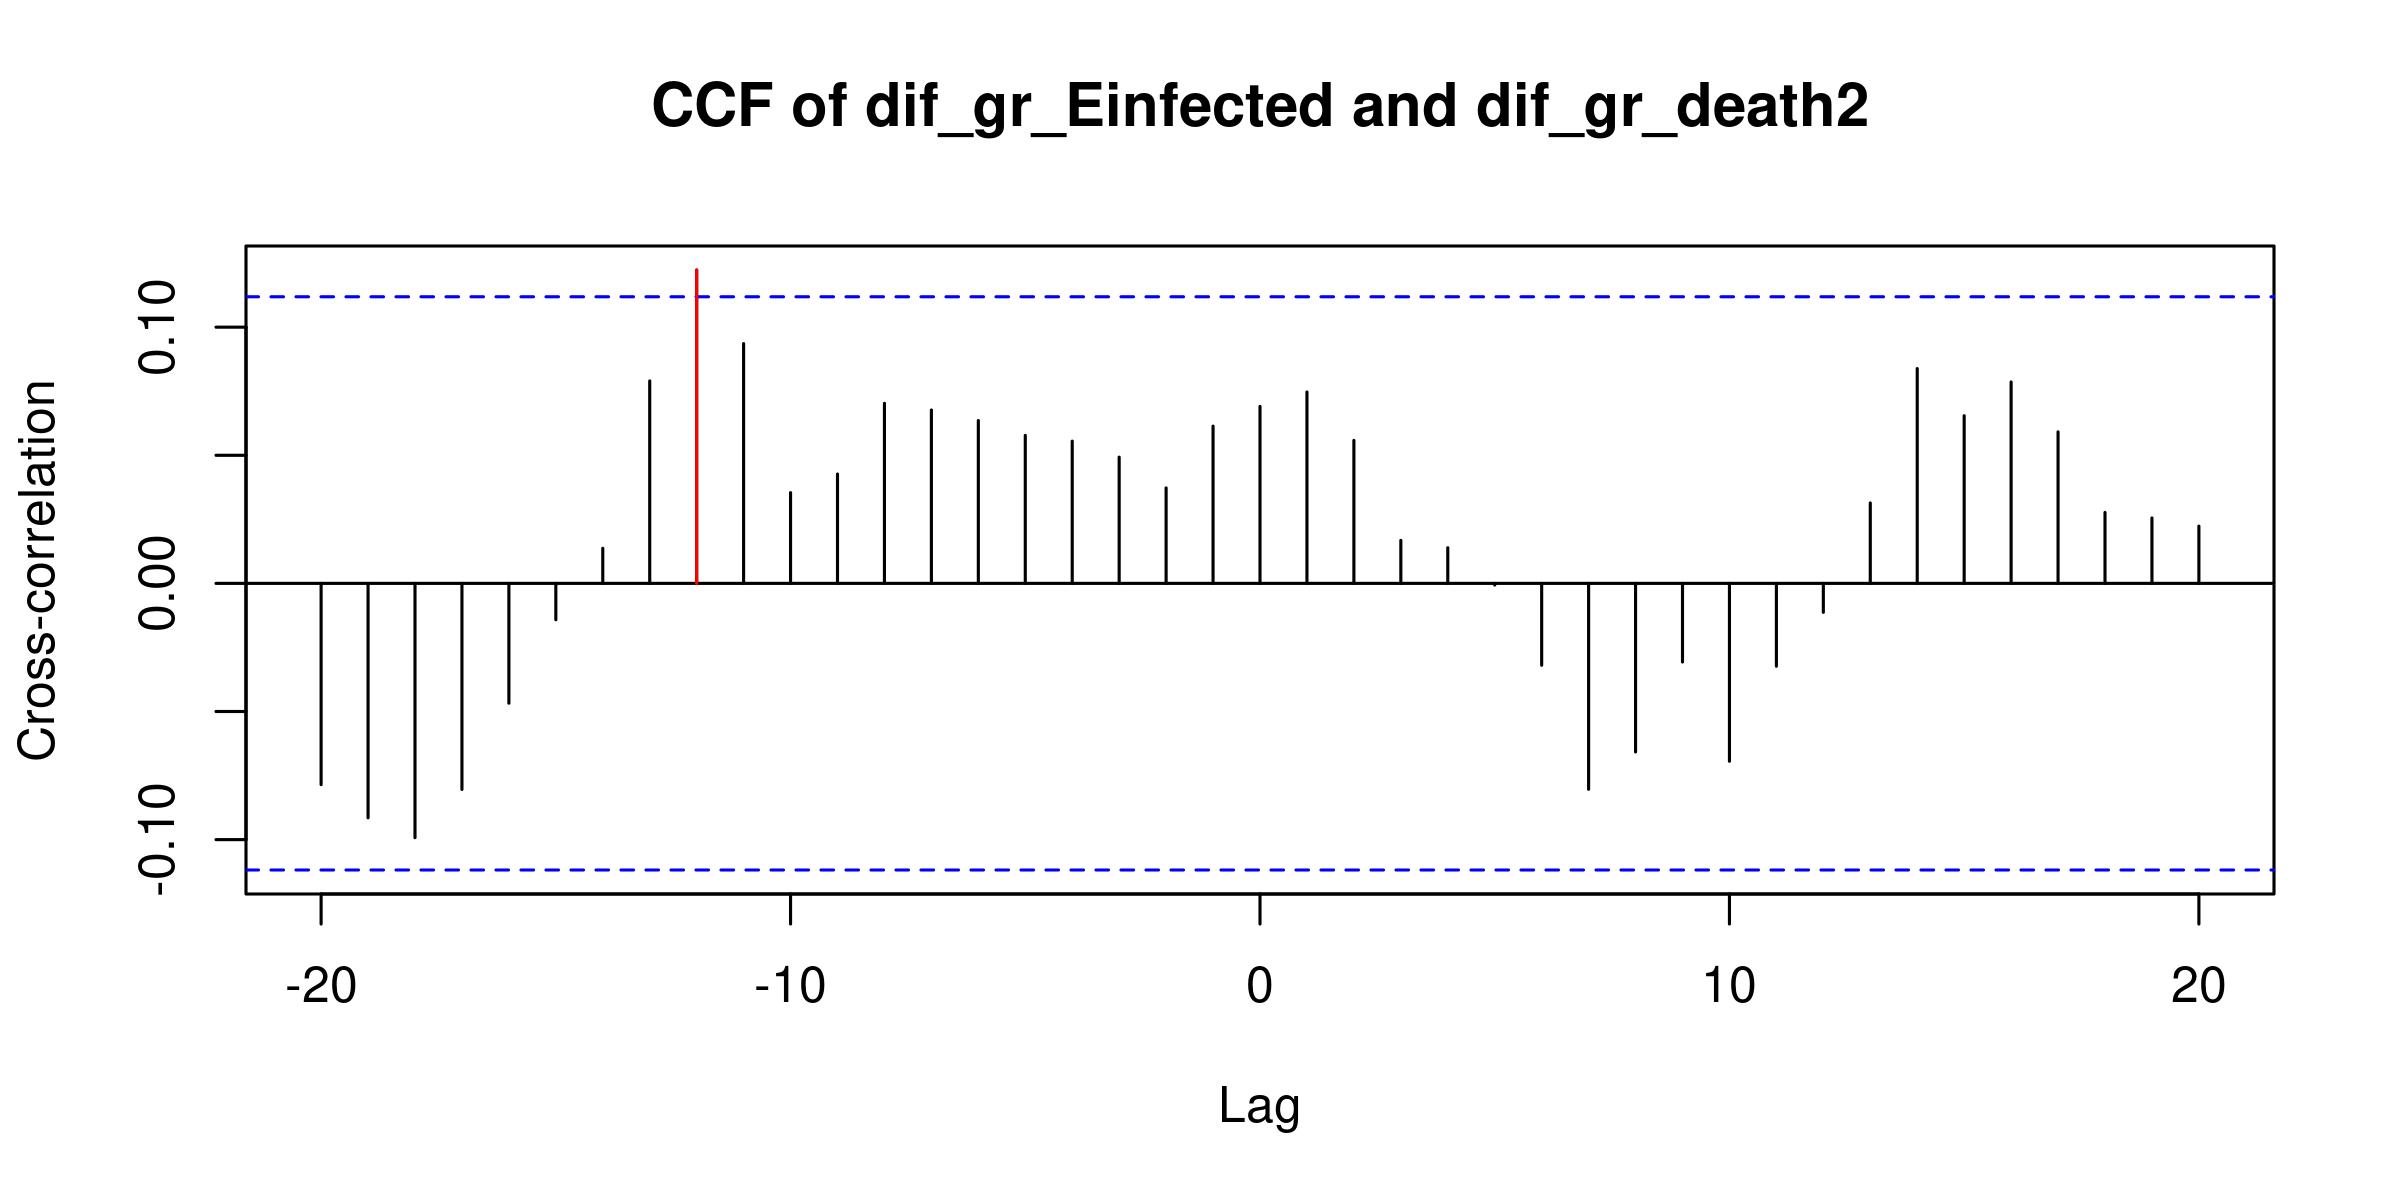 CCF of dif_gr_Einfected and dif_gr_death2
Cross-correlation
0.10
0.00
-0.10
-20 -10 0 10 20
Lag